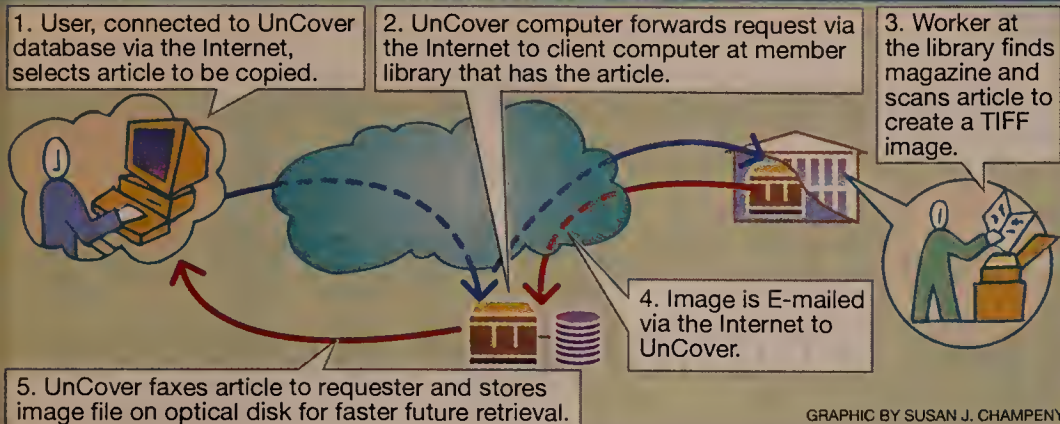 1. User, connected to UnCover
database via the Internet,
selects article to be copied.
2. UnCover computer forwards request via
the Internet to client computer at member
library that has the article.
3. Worker at
the library finds
magazine and
scans article to
create a TIFF
image.
4. Image is E-mailed
via the Internet to
UnCover.
5. UnCover faxes article to requester and stores
image file on optical disk for faster future retrieval.
GRAPHIC BY SUSAN J. CHAMPENY